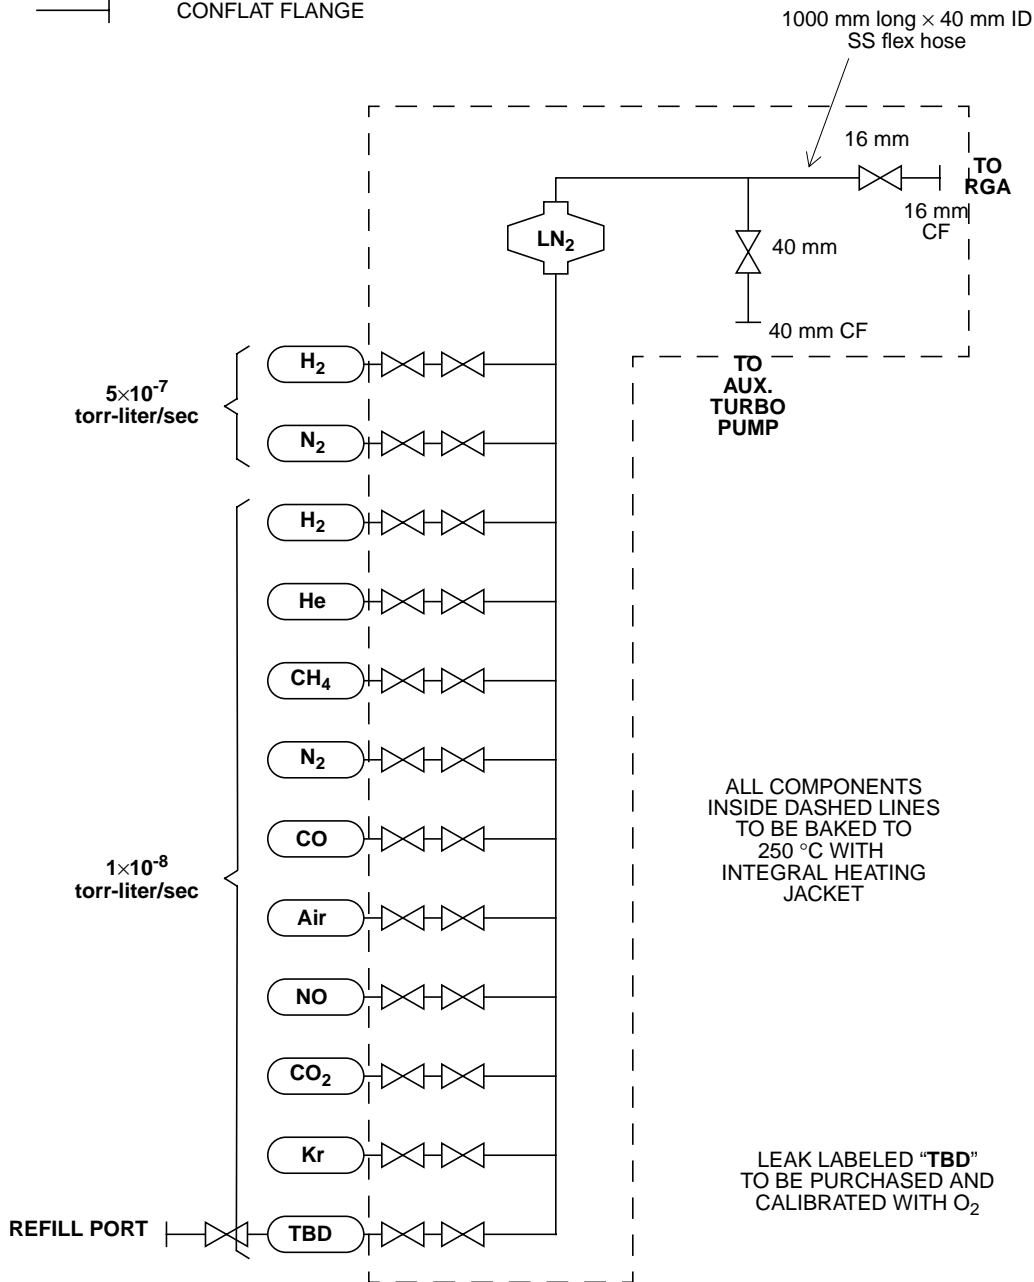 CONFLAT FLANGE
1000 mm long × 40 mm ID
SS flex hose
16 mm
TO
RGA
16 mm
CF
LN₂
40 mm
40 mm CF
TO
AUX.
TURBO
PUMP
H₂
5×10⁻⁷
torr-liter/sec
N₂
H₂
He
CH₄
N₂
ALL COMPONENTS
INSIDE DASHED LINES
TO BE BAKED TO
250 °C WITH
INTEGRAL HEATING
JACKET
CO
1×10⁻⁸
torr-liter/sec
Air
NO
CO₂
Kr
LEAK LABELED “TBD”
TO BE PURCHASED AND
CALIBRATED WITH O₂
REFILL PORT
TBD